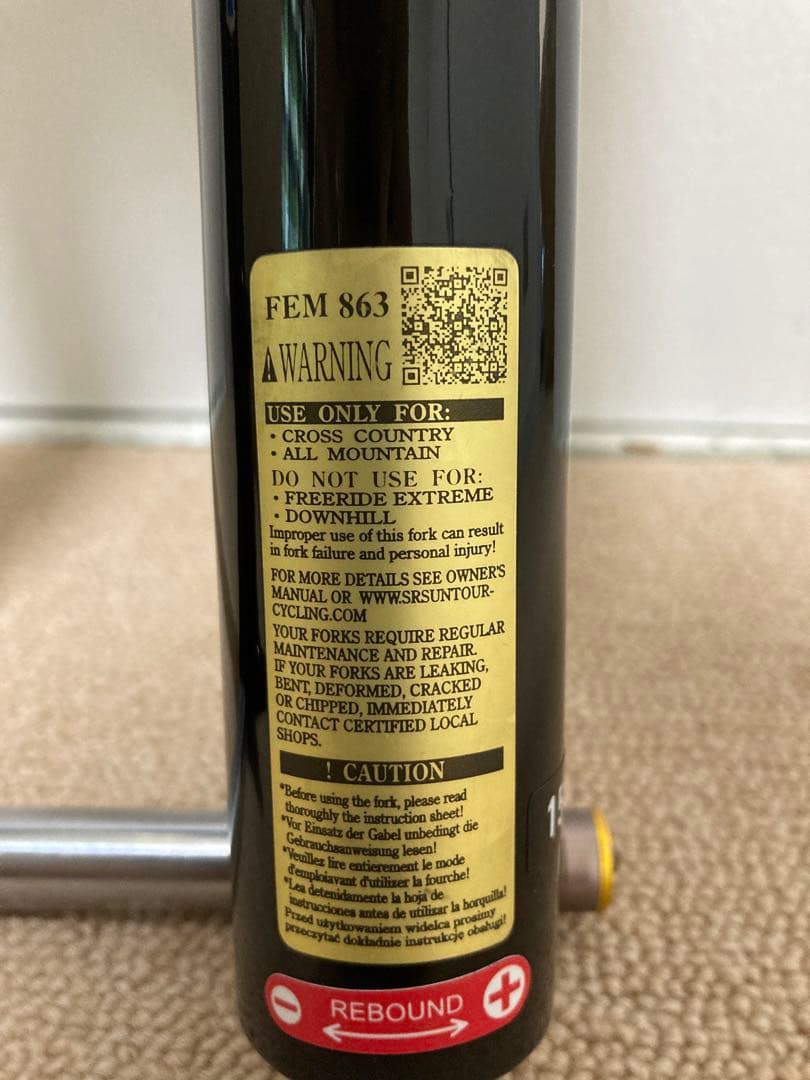 FEM 863
⚠WARNING
USE ONLY FOR:
• CROSS COUNTRY
• ALL MOUNTAIN
DO NOT USE FOR:
• FREERIDE EXTREME
• DOWNHILL
Improper use of this fork can result
in fork failure and personal injury!
FOR MORE DETAILS SEE OWNER'S
MANUAL OR WWW.SRSUNTOUR-
CYCLING.COM
YOUR FORKS REQUIRE REGULAR
MAINTENANCE AND REPAIR.
IF YOUR FORKS ARE LEAKING,
BENT, DEFORMED, CRACKED
OR CHIPPED, IMMEDIATELY
CONTACT CERTIFIED LOCAL
SHOPS.
! CAUTION
*Before using the fork, please read
thoroughly the instruction sheet!
*Vor Einsatz der Gabel unbedingt die
Gebrauchsanweisung lesen!
*Veuillez lire entierement le mode
d'emploiavant d'utilizer la fourche!
*Lea detenidamente la hoja de
instrucciones antes de utilizar la horquilla!
Przed użytkowaniem widelca prosimy
przeczytać dokładnie instrukcję obsługi!
− REBOUND +